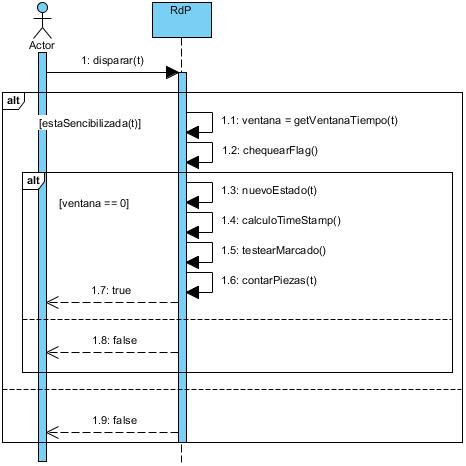 RdP
Actor
1: disparar(t)
alt
[estaSencibilizada(t)]
1.1: ventana = getVentanaTiempo(t)
1.2: chequearFlag()
alt
[ventana == 0]
1.3: nuevoEstado(t)
1.4: calculoTimeStamp()
1.5: testearMarcado()
1.6: contarPiezas(t)
1.7: true
1.8: false
1.9: false